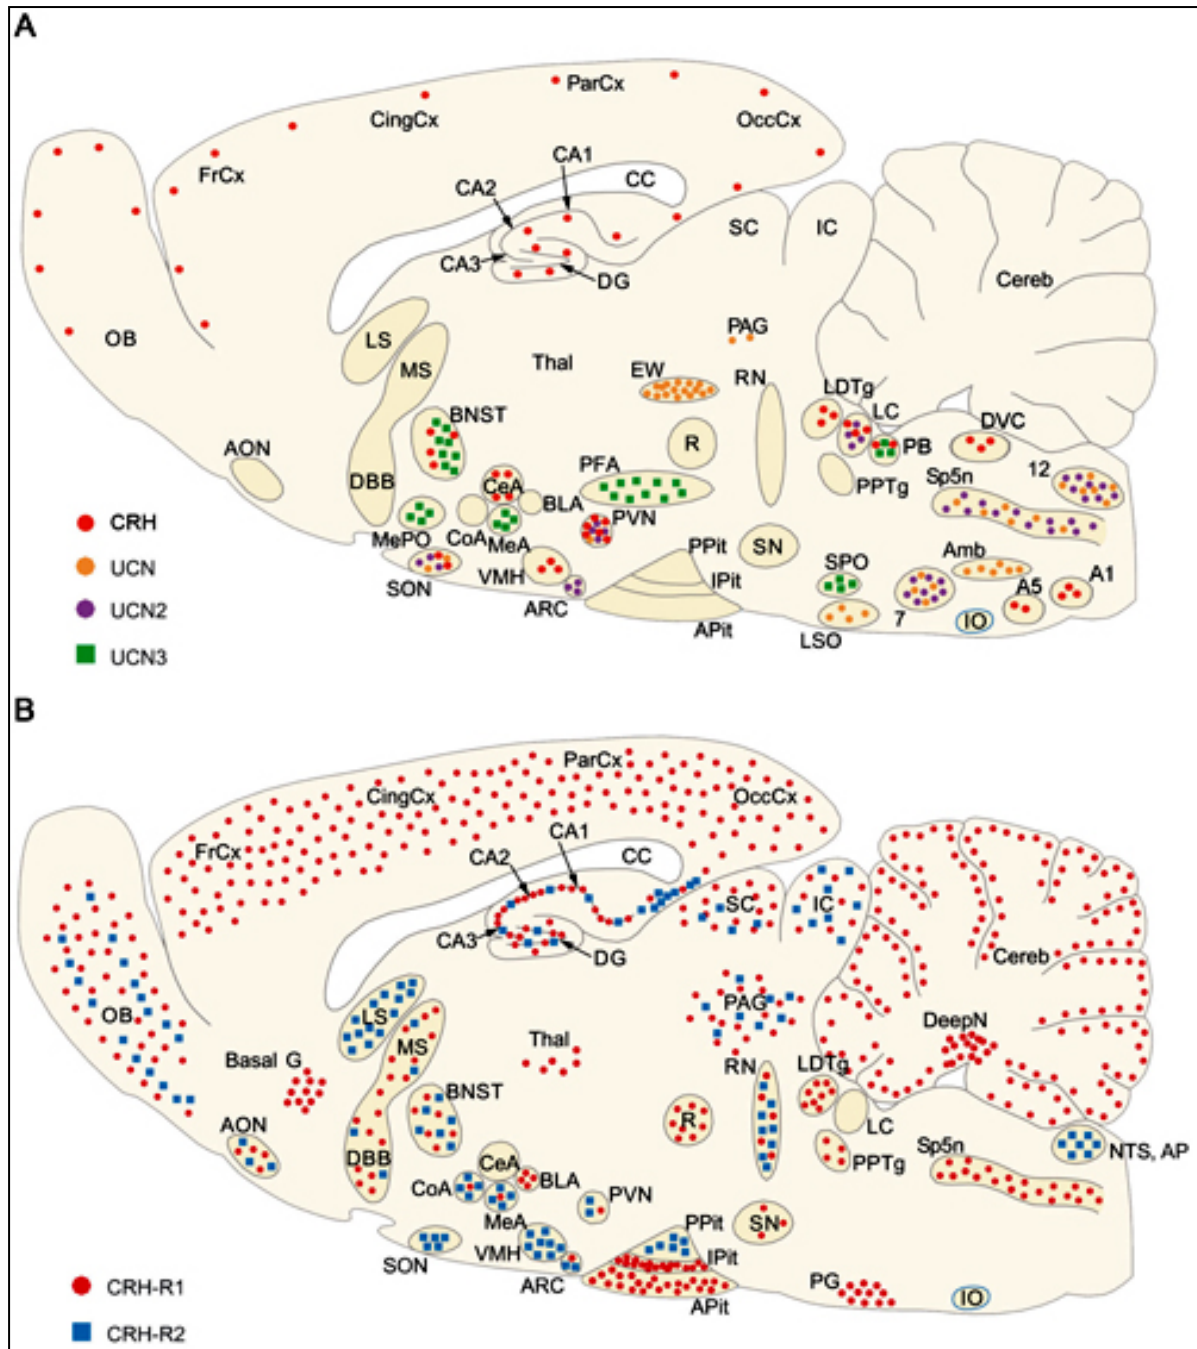 A
ParCx
CingCx
OccCx
FrCx
CA1
CC
CA2
SC
IC
CA3
DG
Cereb
OB
LS
PAG
MS
Thal
EW
RN
LDTg
LC
BNST
DVC
AON
R
PB
PFA
12
DBB
CeA
PPTg
Sp5n
BLA
CRH
PVN
MePO
CoA
MeA
PPit
SN
Amb
UCN
SPO
SON
VMH
IPit
A5
A1
UCN2
ARC
APit
7
IO
LSO
UCN3
B
ParCx
CingCx
OccCx
CA1
FrCx
CA2
CC
SC
IC
CA3
DG
Cereb
OB
LS
PAG
DeepN
MS
Thal
Basal G
RN
LDTg
BNST
AON
R
LC
Sp5n
NTS, AP
DBB
CeA
PPTg
CoA
BLA
PVN
MeA
PPit
SN
SON
VMH
IPit
ARC
PG
CRH-R1
APit
IO
CRH-R2